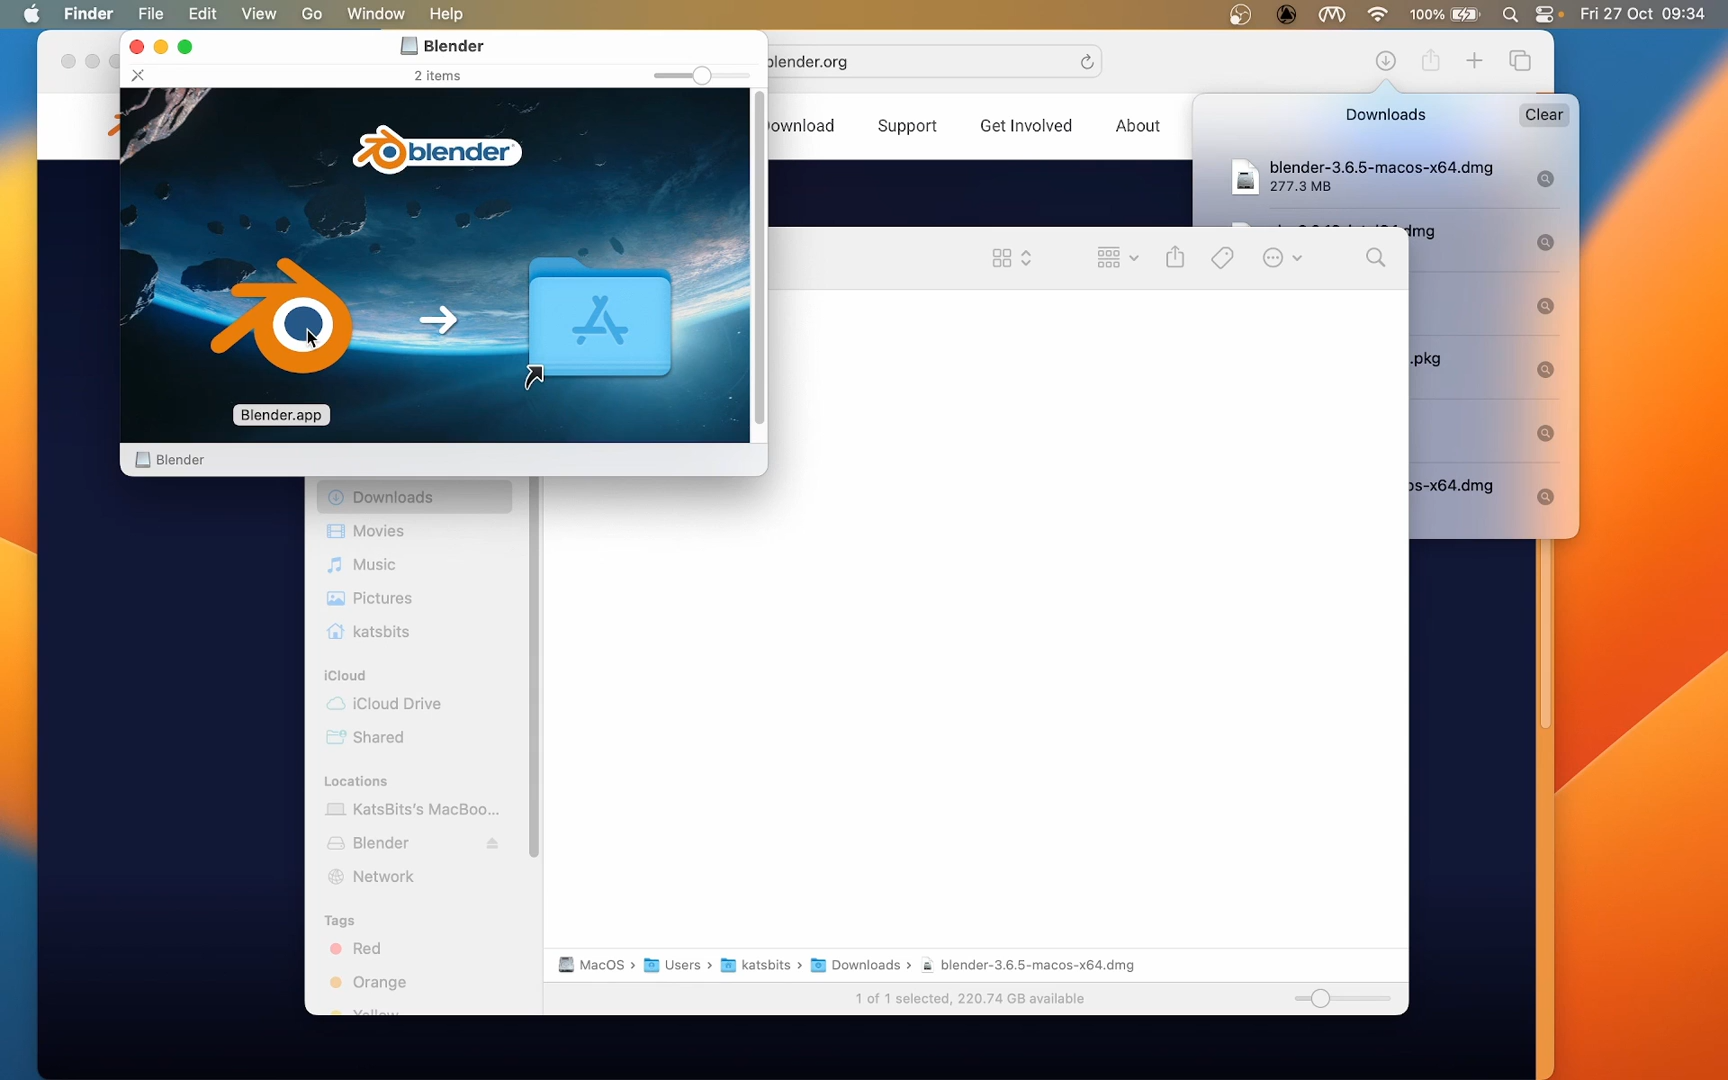 Finder File Edit View Go Window Help 100% Fri 27 Oct 09:34
Blender
2 items
blender.org
Download Support Get Involved About
Downloads Clear
blender-3.6.5-macos-x64.dmg
277.3 MB
blender
.dmg
.pkg
Blender.app
Blender
os-x64.dmg
Downloads
Movies
Music
Pictures
katsbits
iCloud
iCloud Drive
Shared
Locations
KatsBits's MacBoo...
Blender
Network
Tags
Red
Orange
Yellow
MacOS › Users › katsbits › Downloads › blender-3.6.5-macos-x64.dmg
1 of 1 selected, 220.74 GB available